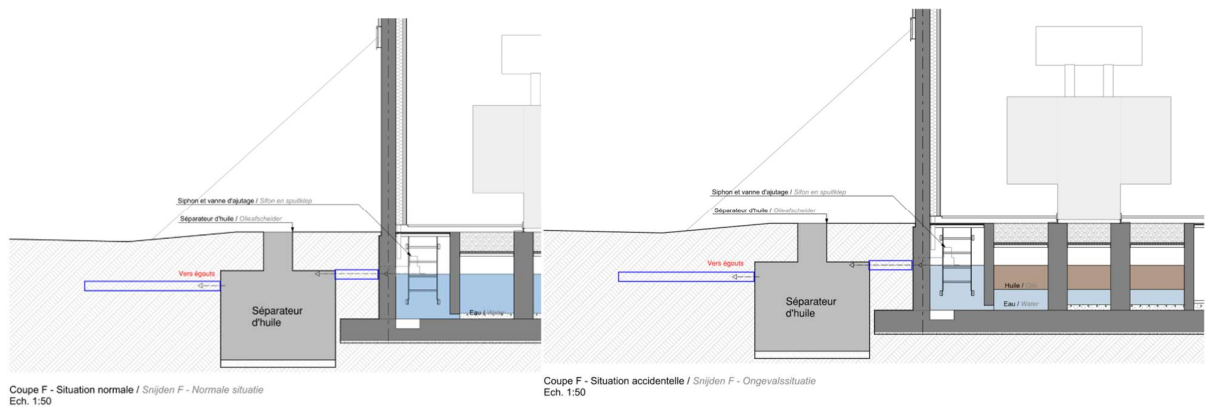 Siphon et vanne d'ajutage / Sifon en spuitklep
Séparateur d'huile / Olieafscheider
Vers égouts
Séparateur
d'huile
Eau / Water
Coupe F - Situation normale / Snijden F - Normale situatie
Ech. 1:50
Siphon et vanne d'ajutage / Sifon en spuitklep
Séparateur d'huile / Olieafscheider
Vers égouts
Séparateur
d'huile
Huile / Olie
Eau / Water
Coupe F - Situation accidentelle / Snijden F - Ongevalssituatie
Ech. 1:50